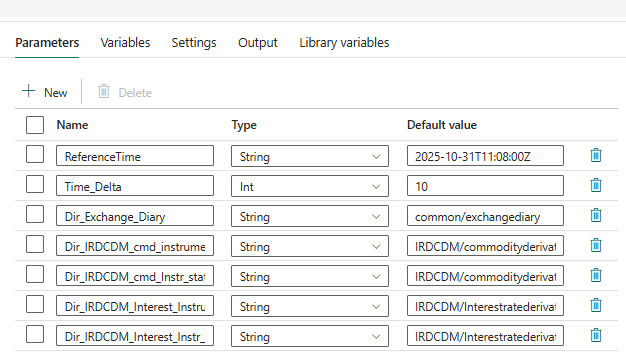 Parameters Variables Settings Output Library variables
New Delete
Name Type Default value
ReferenceTime String 2025-10-31T11:08:00Z
Time_Delta Int 10
Dir_Exchange_Diary String common/exchangediary
Dir_IRDCDM_cmd_instrume String IRDCDM/commodityderivat
Dir_IRDCDM_cmd_Instr_stat String IRDCDM/commodityderivat
Dir_IRDCDM_Interest_Instru String IRDCDM/Interestratederivat
Dir_IRDCDM_Interest_Instr_ String IRDCDM/Interestratederivat